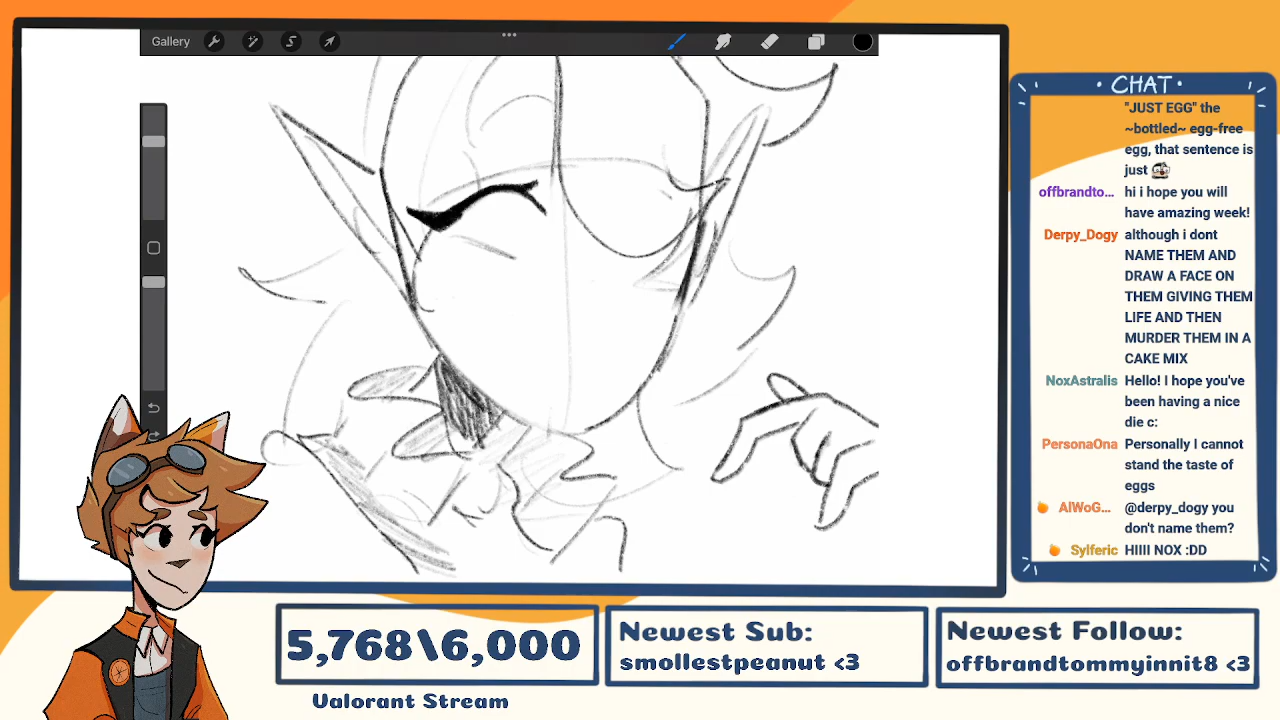 Gallery
• CHAT •
"JUST EGG" the
~bottled~ egg-free
egg, that sentence is
just
offbrandto... hi i hope you will
have amazing week!
Derpy_Dogy although i dont
NAME THEM AND
DRAW A FACE ON
THEM GIVING THEM
LIFE AND THEN
MURDER THEM IN A
CAKE MIX
NoxAstralis Hello! I hope you've
been having a nice
die c:
PersonaOna Personally I cannot
stand the taste of
eggs
AlWoG... @derpy_dogy you
don't name them?
Sylferic HIIII NOX :DD
5,768\6,000
Valorant Stream
Newest Sub:
smollestpeanut <3
Newest Follow:
offbrandtommyinnit8 <3